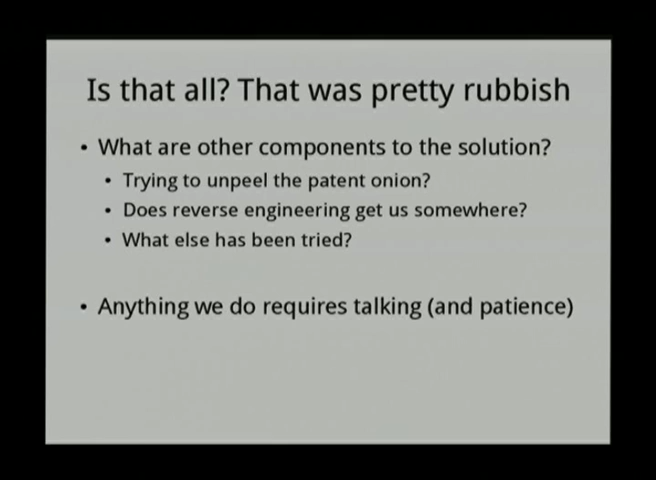 Is that all? That was pretty rubbish
• What are other components to the solution?
• Trying to unpeel the patent onion?
• Does reverse engineering get us somewhere?
• What else has been tried?
• Anything we do requires talking (and patience)